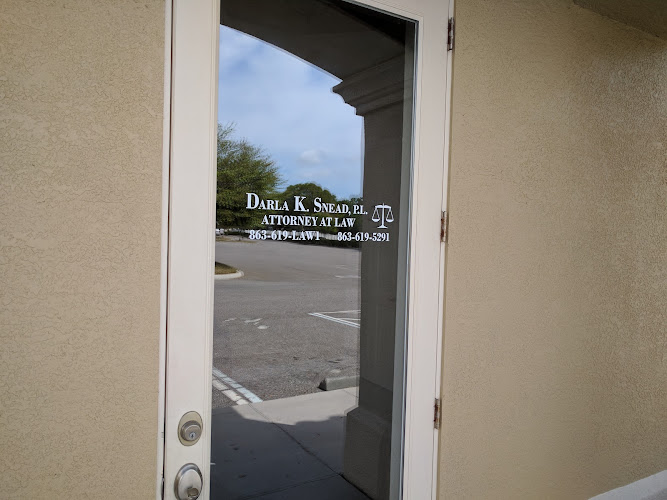 DARLA K. SNEAD, P.L.
ATTORNEY AT LAW
863-619-LAW1 863-619-5291